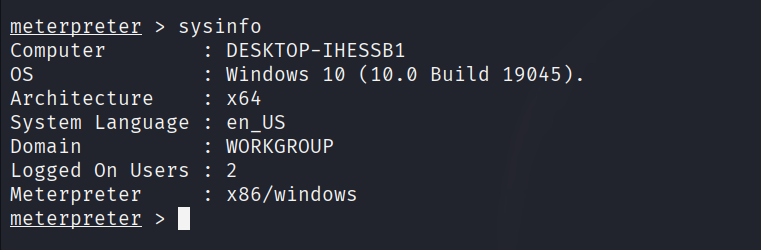 meterpreter > sysinfo
Computer        : DESKTOP-IHESSB1
OS              : Windows 10 (10.0 Build 19045).
Architecture    : x64
System Language : en_US
Domain          : WORKGROUP
Logged On Users : 2
Meterpreter     : x86/windows
meterpreter >